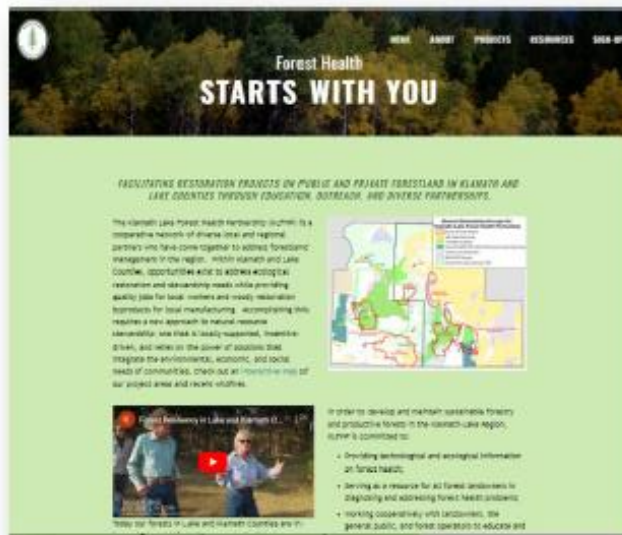 HOME ABOUT PROJECTS RESOURCES SIGN-UP
Forest Health
STARTS WITH YOU
FACILITATING RESTORATION PROJECTS ON PUBLIC AND PRIVATE FORESTLAND IN KLAMATH AND
LAKE COUNTIES THROUGH EDUCATION, OUTREACH, AND DIVERSE PARTNERSHIPS.
The Klamath Lake Forest Health Partnership (KLFHP) is a
cooperative network of diverse local and regional
partners who have come together to address forestland
management in the region. Within Klamath and Lake
Counties, opportunities exist to address ecological
restoration and stewardship needs while providing
quality jobs for local workers and woody restoration
byproducts for local manufacturing. Accomplishing this
requires a new approach to natural resource
stewardship, one that is locally-supported, incentive-
driven, and relies on the power of solutions that
integrate the environmental, economic, and social
needs of communities. Check out an interactive map of
our project areas and recent wildfires.
Forest Resiliency in Lake and Klamath
In order to develop and maintain sustainable forestry
and productive forests in the Klamath-Lake Region,
KLFHP is committed to:
• Providing technological and ecological information
on forest health;
• Serving as a resource for all forest landowners in
diagnosing and addressing forest health problems;
• Working cooperatively with landowners, the
general public, and forest operators to educate and
Today our forests in Lake and Klamath Counties are in